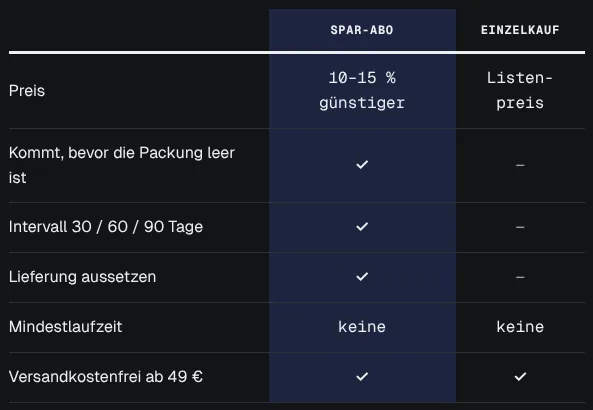 SPAR-ABO EINZELKAUF
Preis 10–15 % günstiger Listen-preis
Kommt, bevor die Packung leer ist ✓ –
Intervall 30 / 60 / 90 Tage ✓ –
Lieferung aussetzen ✓ –
Mindestlaufzeit keine keine
Versandkostenfrei ab 49 € ✓ ✓